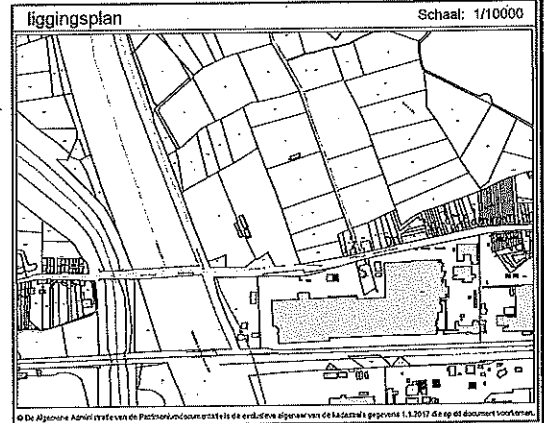 liggingsplan
Schaal: 1/10000
© De Algemene Administratie van de Patrimoniumdocumentatie is de exclusieve eigenaar van de kadastrale gegevens 1.1.2017 die op dit document voorkomen.